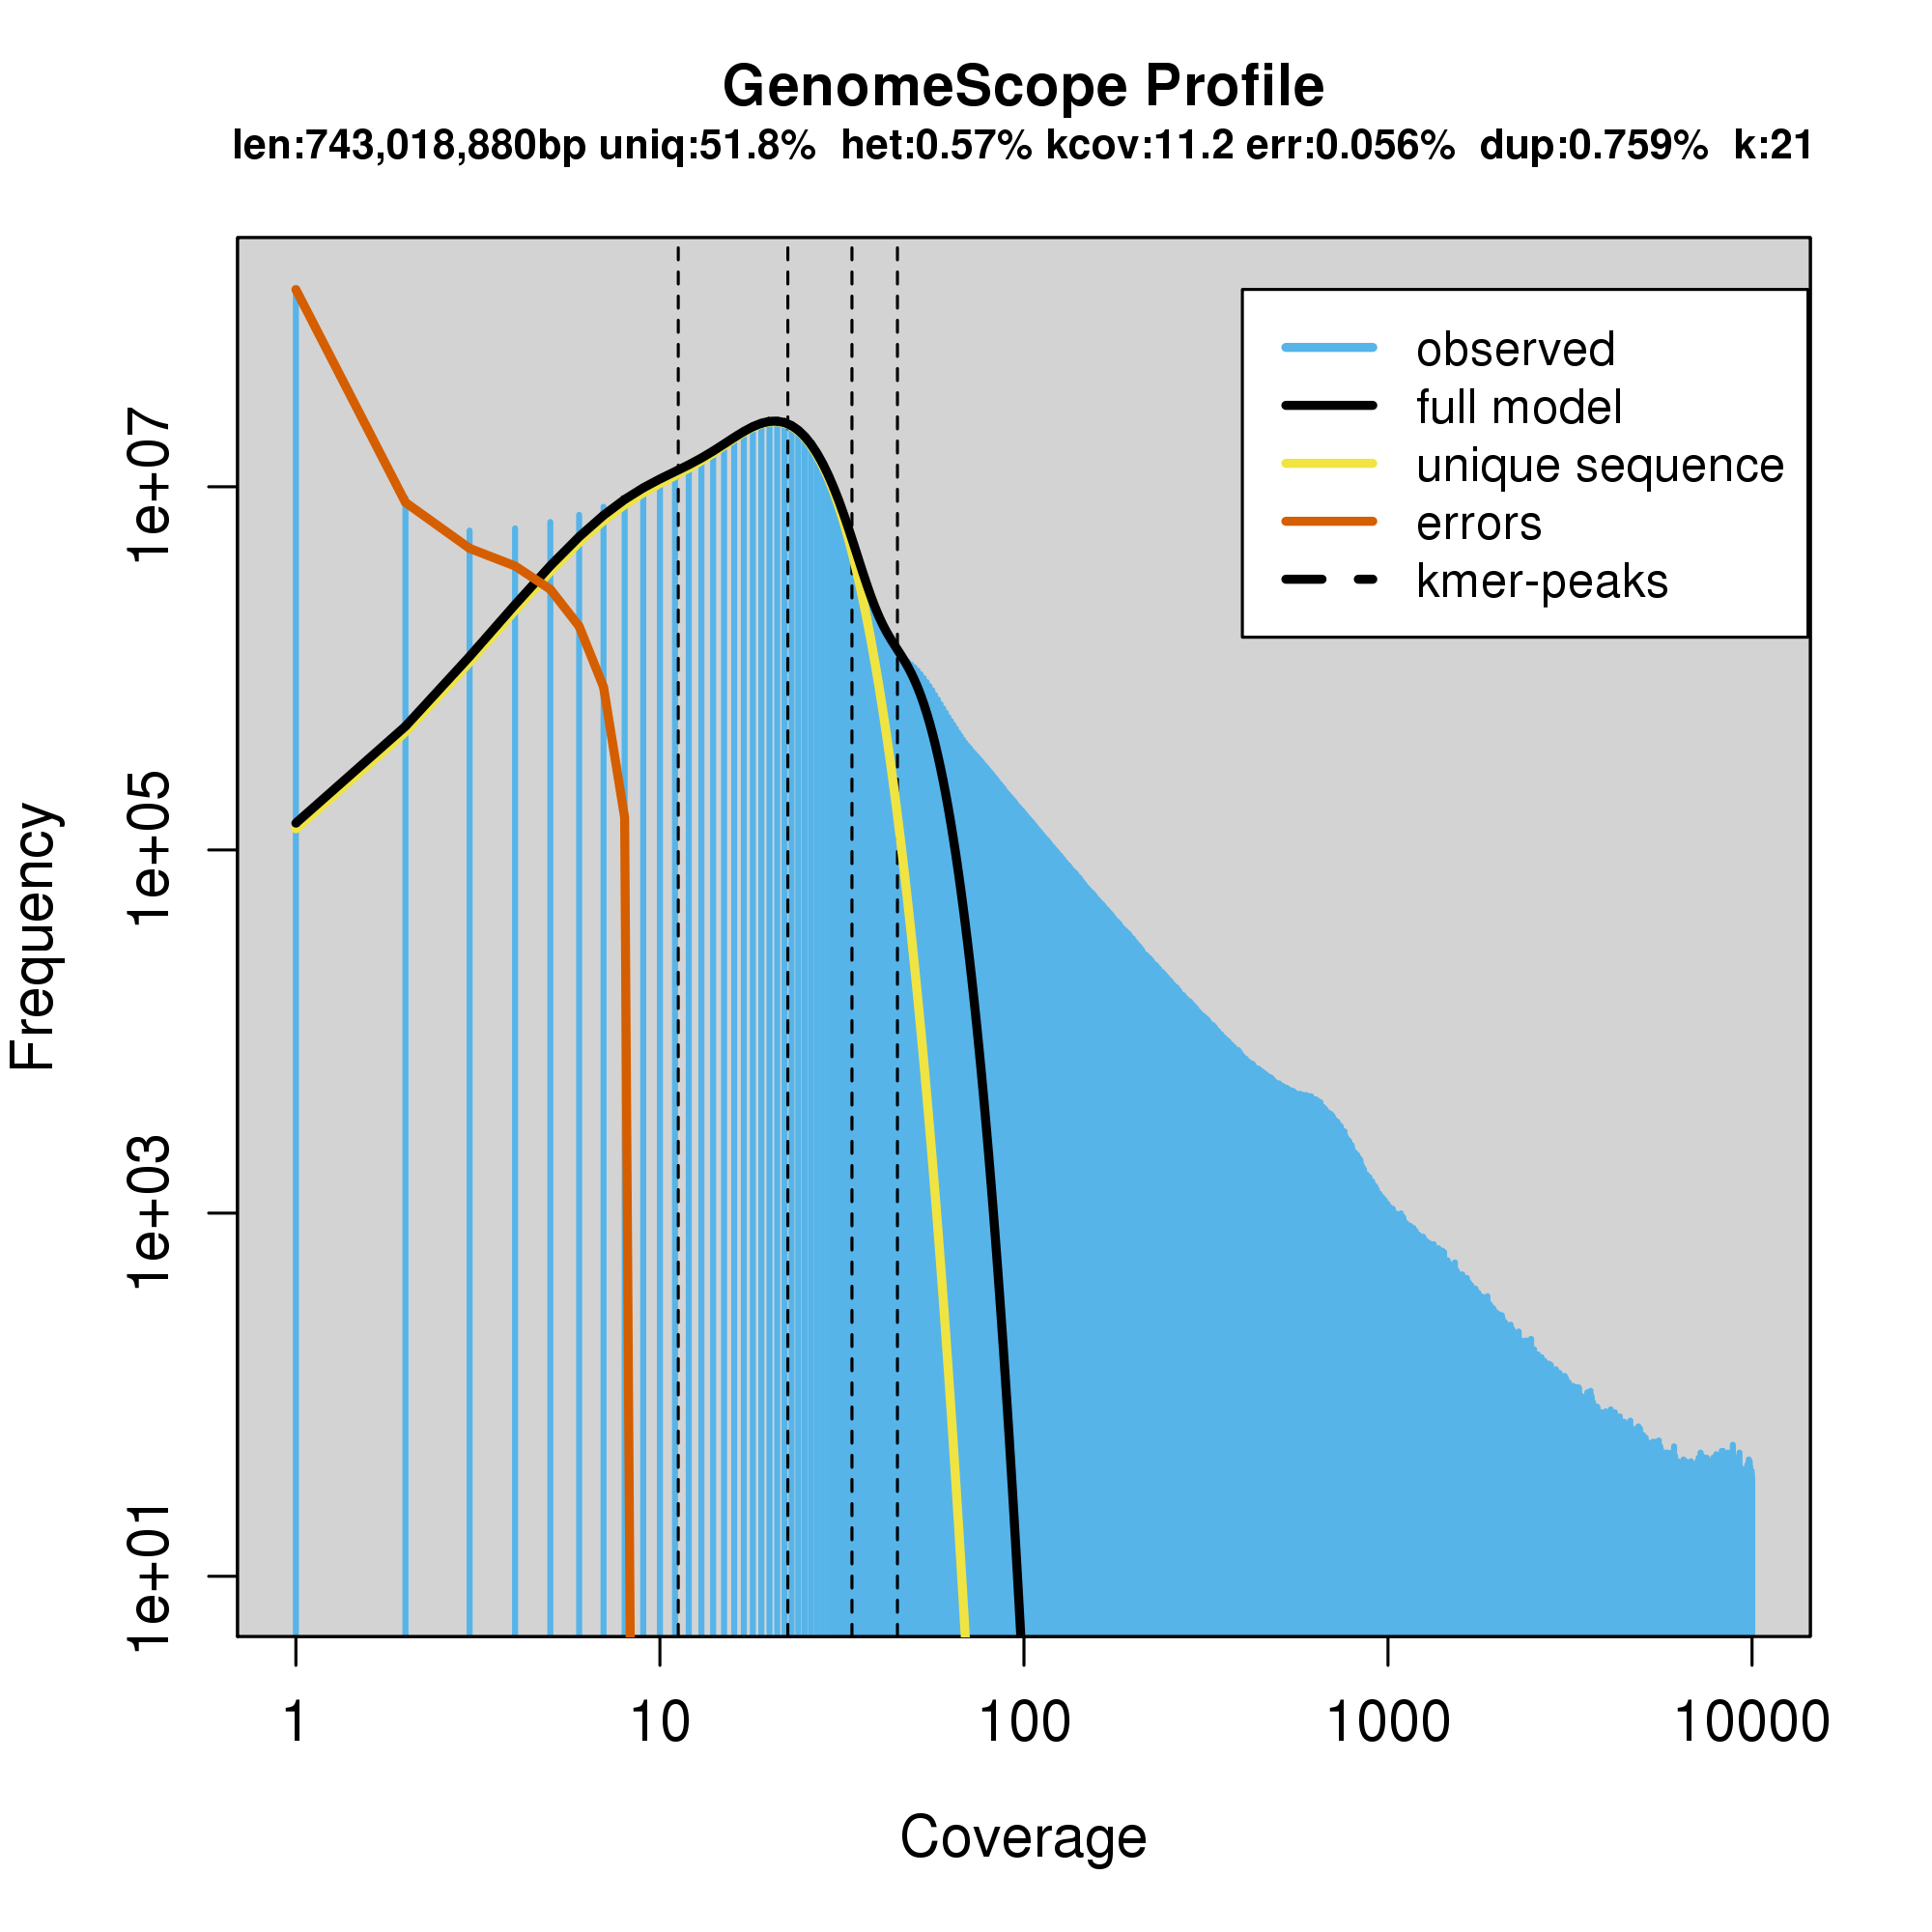 GenomeScope Profile
len:743,018,880bp uniq:51.8% het:0.57% kcov:11.2 err:0.056% dup:0.759% k:21
observed
full model
unique sequence
errors
kmer-peaks
Frequency
1e+07
1e+05
1e+03
1e+01
1 10 100 1000 10000
Coverage